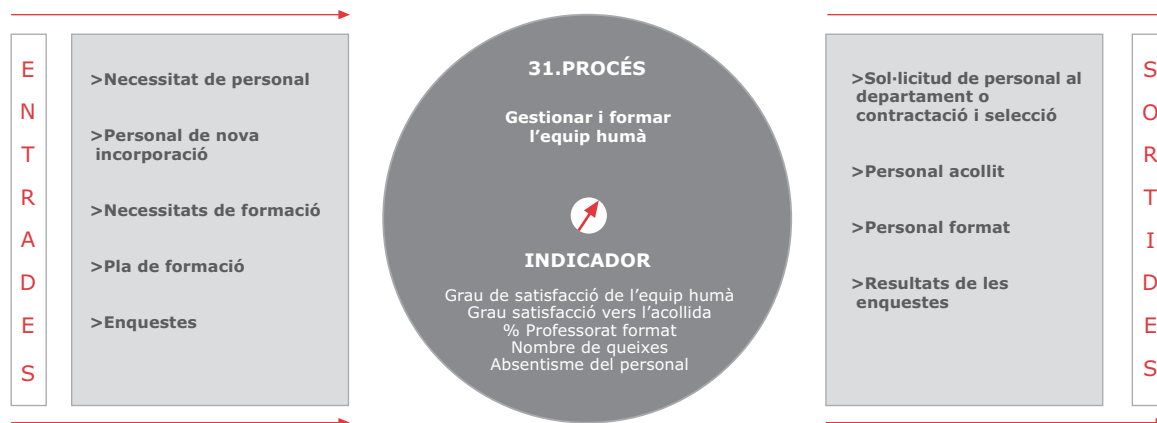 E
N
T
R
A
D
E
S
>Necessitat de personal
>Personal de nova
incorporació
>Necessitats de formació
>Pla de formació
>Enquestes
31.PROCÉS
Gestionar i formar
l’equip humà
INDICADOR
Grau de satisfacció de l’equip humà
Grau satisfacció vers l’acollida
% Professorat format
Nombre de queixes
Absentisme del personal
>Sol·licitud de personal al
departament o
contractació i selecció
>Personal acollit
>Personal format
>Resultats de les
enquestes
S
O
R
T
I
D
E
S